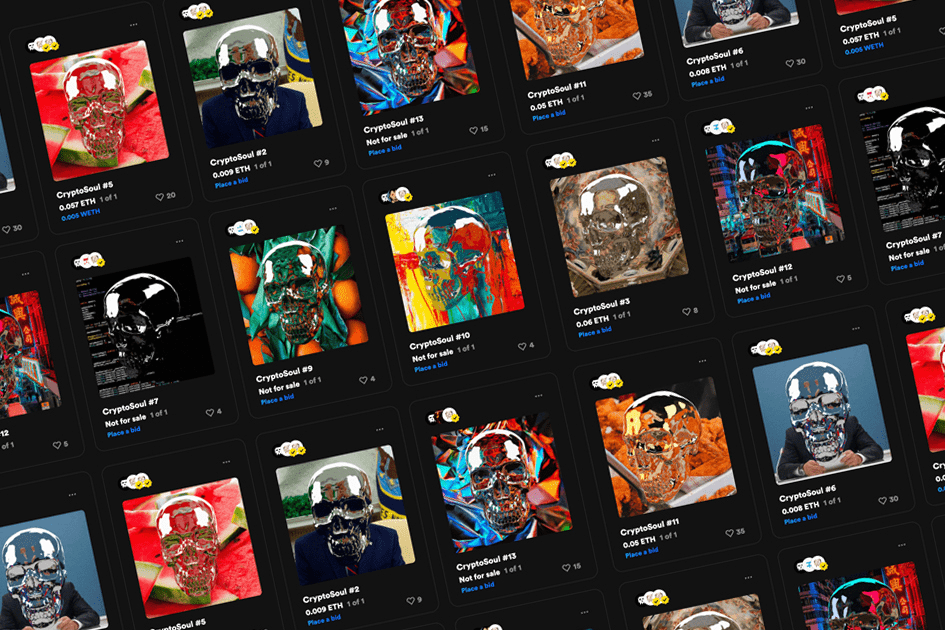 CryptoSoul #5
0.057 ETH 1 of 1
20
0.005 WETH
CryptoSoul #2
0.009 ETH 1 of 1
9
Place a bid
CryptoSoul #13
Not for sale 1 of 1
15
Place a bid
CryptoSoul #11
0.05 ETH 1 of 1
35
Place a bid
CryptoSoul #6
0.008 ETH 1 of 1
30
Place a bid
CryptoSoul #5
0.057 ETH 1 of 1
0.005 WETH
30
12
of 1
5
CryptoSoul #7
Not for sale 1 of 1
4
Place a bid
CryptoSoul #9
Not for sale 1 of 1
4
Place a bid
CryptoSoul #10
Not for sale 1 of 1
4
Place a bid
CryptoSoul #3
0.06 ETH 1 of 1
8
Place a bid
CryptoSoul #12
Not for sale 1 of 1
5
Place a bid
CryptoSoul #7
Not for sale 1 of 1
Place a bid
CryptoSoul #5
CryptoSoul #2
0.009 ETH 1 of 1
9
Place a bid
CryptoSoul #13
Not for sale 1 of 1
15
Place a bid
CryptoSoul #11
0.05 ETH 1 of 1
35
Place a bid
CryptoSoul #6
0.008 ETH 1 of 1
30
Place a bid